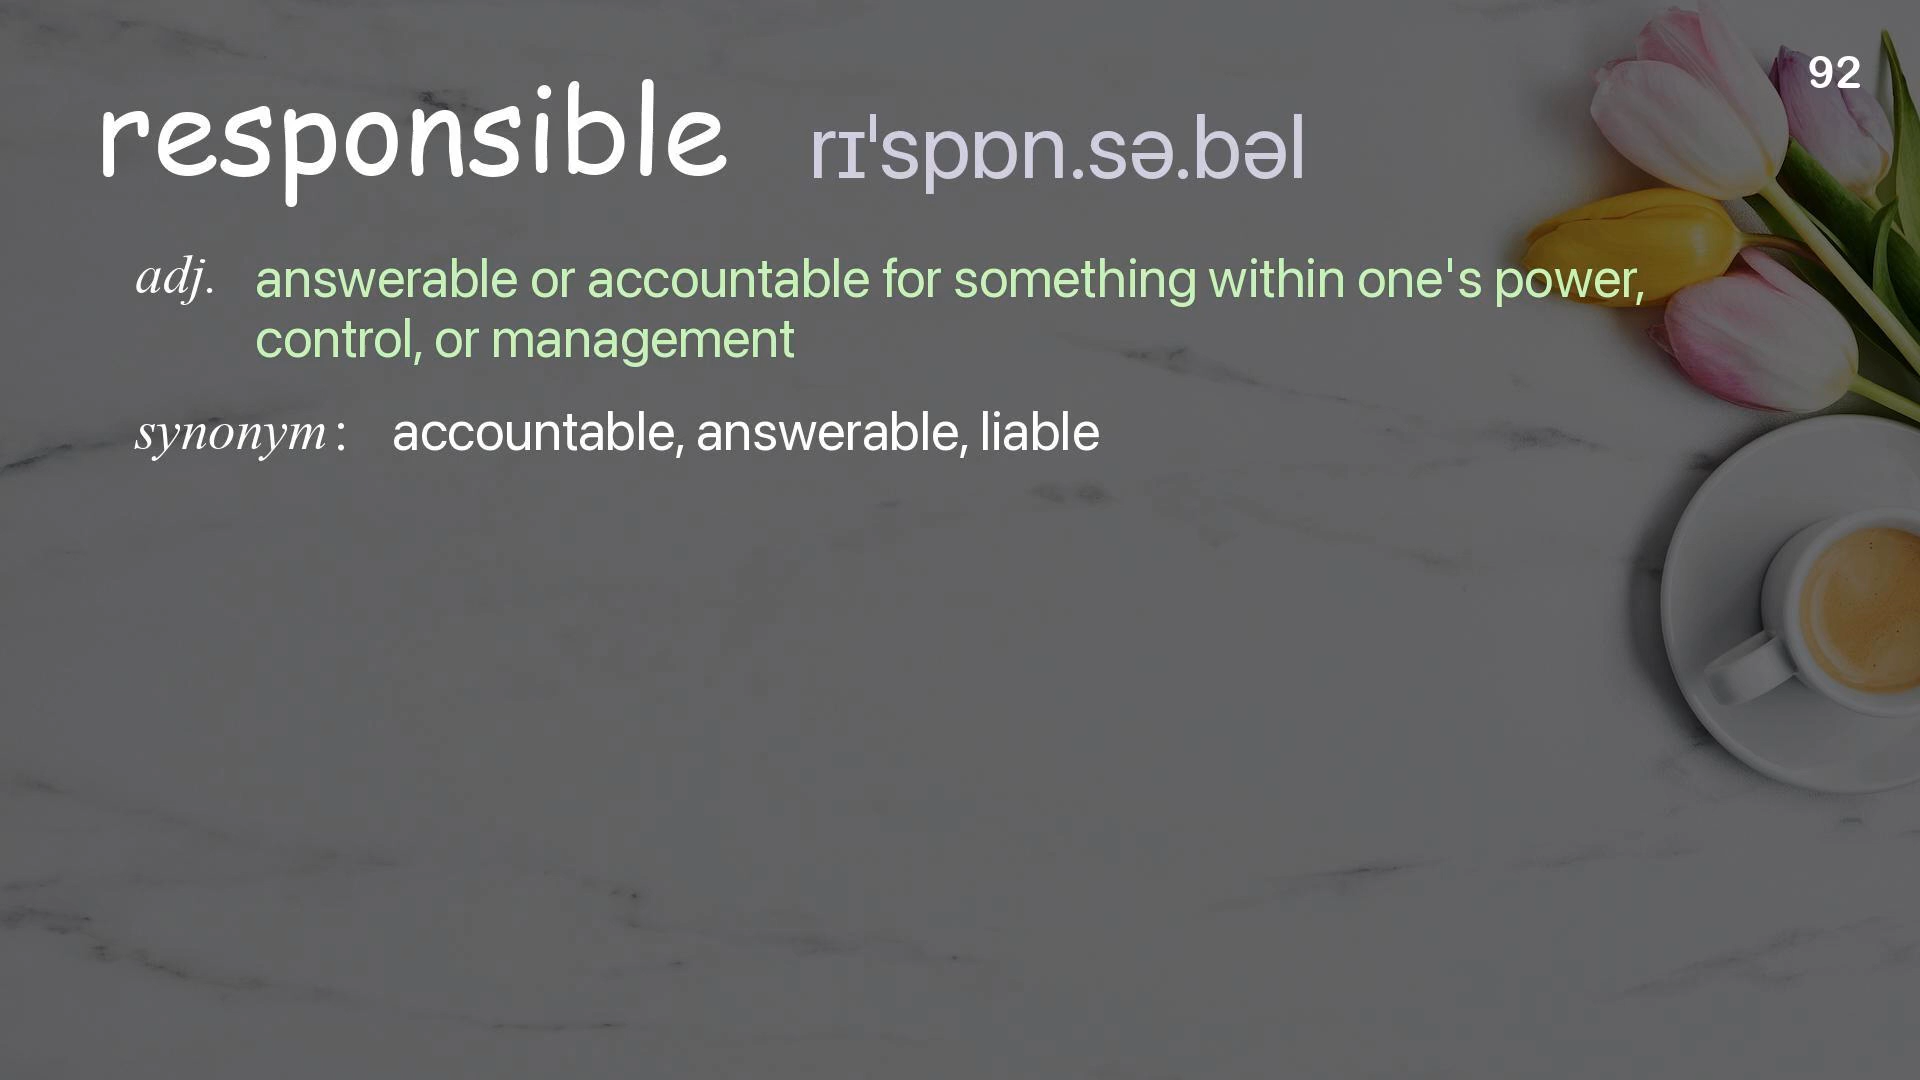 92
responsible rɪˈspɒn.sə.bəl
adj. answerable or accountable for something within one's power,
control, or management
synonym: accountable, answerable, liable